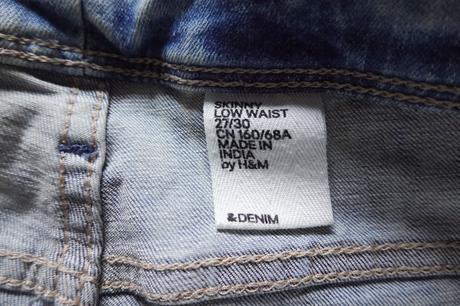 SKINNY
LOW WAIST
27/30
CN 160/68A
MADE IN
INDIA
by H&M
& DENIM